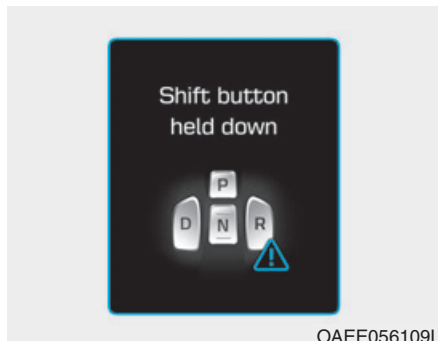 Shift button
held down
P
D N R
OAEE056109L